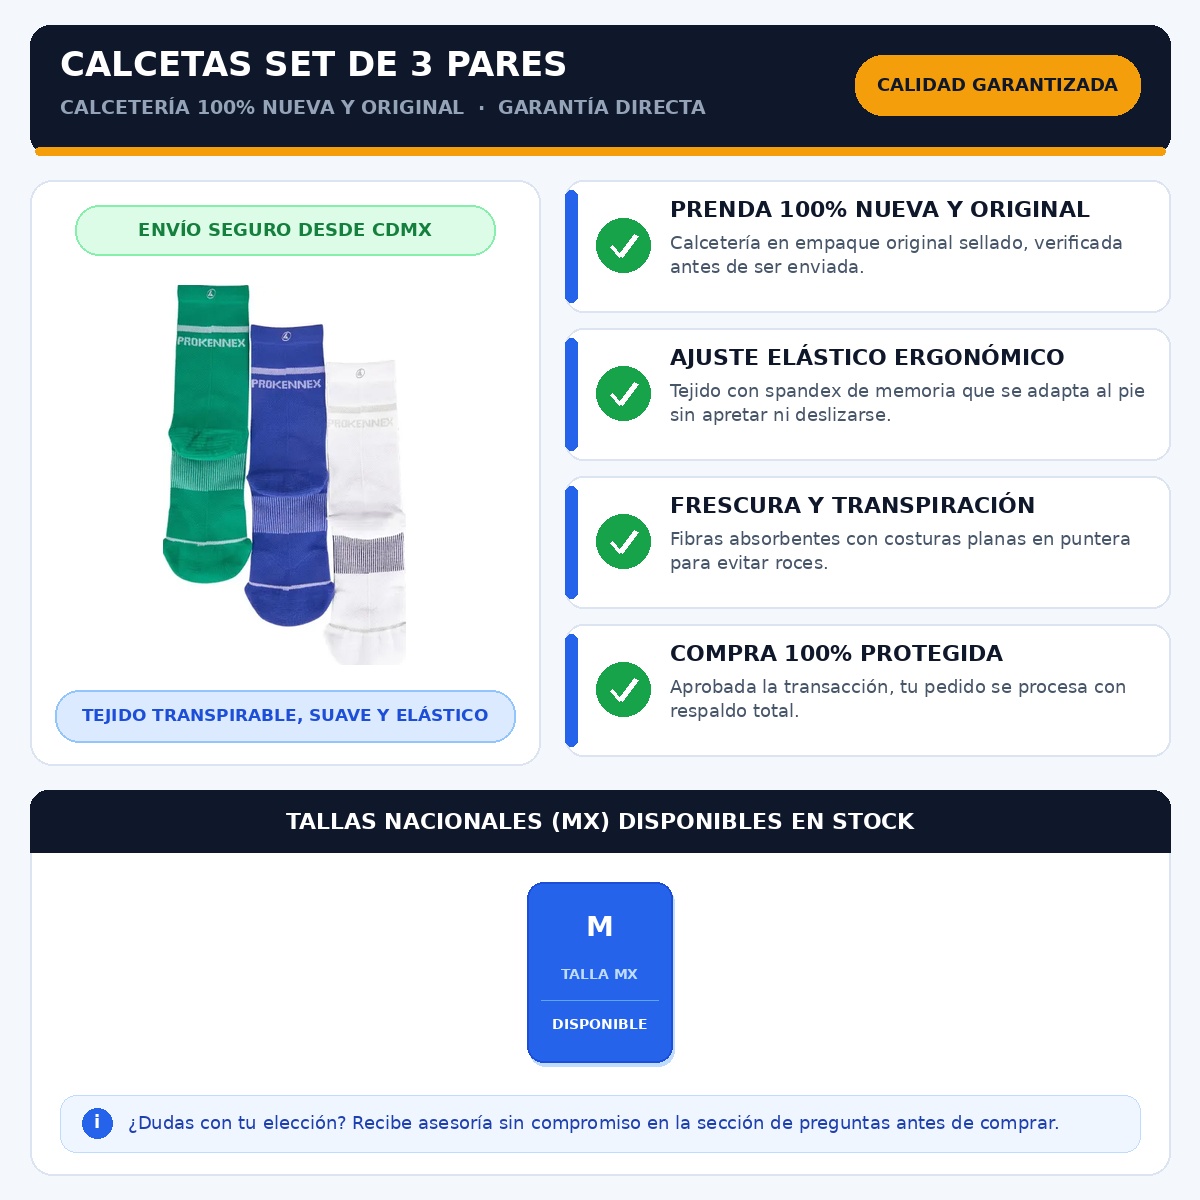 CALCETAS SET DE 3 PARES
CALCETERÍA 100% NUEVA Y ORIGINAL · GARANTÍA DIRECTA
CALIDAD GARANTIZADA
ENVÍO SEGURO DESDE CDMX
PROKENNEX
PROKENNEX
PROKENNEX
TEJIDO TRANSPIRABLE, SUAVE Y ELÁSTICO
PRENDA 100% NUEVA Y ORIGINAL
Calcetería en empaque original sellado, verificada
antes de ser enviada.
AJUSTE ELÁSTICO ERGONÓMICO
Tejido con spandex de memoria que se adapta al pie
sin apretar ni deslizarse.
FRESCURA Y TRANSPIRACIÓN
Fibras absorbentes con costuras planas en puntera
para evitar roces.
COMPRA 100% PROTEGIDA
Aprobada la transacción, tu pedido se procesa con
respaldo total.
TALLAS NACIONALES (MX) DISPONIBLES EN STOCK
M
TALLA MX
DISPONIBLE
i ¿Dudas con tu elección? Recibe asesoría sin compromiso en la sección de preguntas antes de comprar.